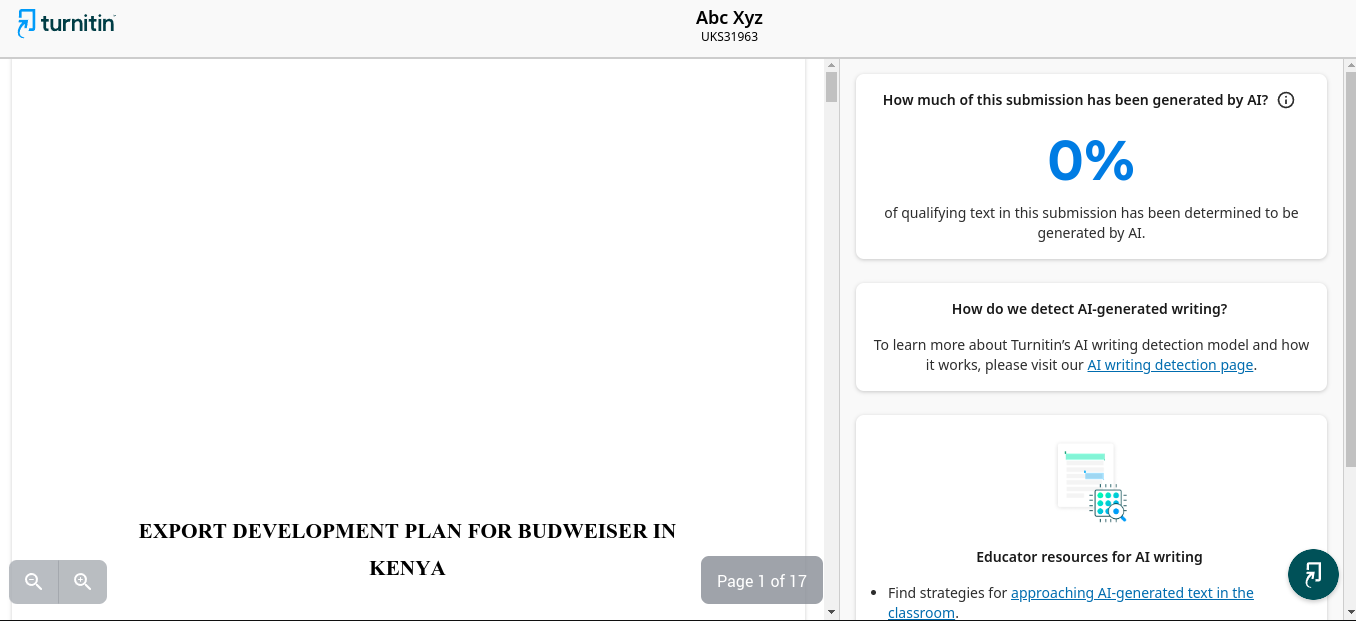 turnitin
Abc Xyz
UKS31963
EXPORT DEVELOPMENT PLAN FOR BUDWEISER IN
KENYA
Page 1 of 17
How much of this submission has been generated by AI?
0%
of qualifying text in this submission has been determined to be
generated by AI.
How do we detect AI-generated writing?
To learn more about Turnitin’s AI writing detection model and how
it works, please visit our AI writing detection page.
Educator resources for AI writing
• Find strategies for approaching AI-generated text in the
classroom.